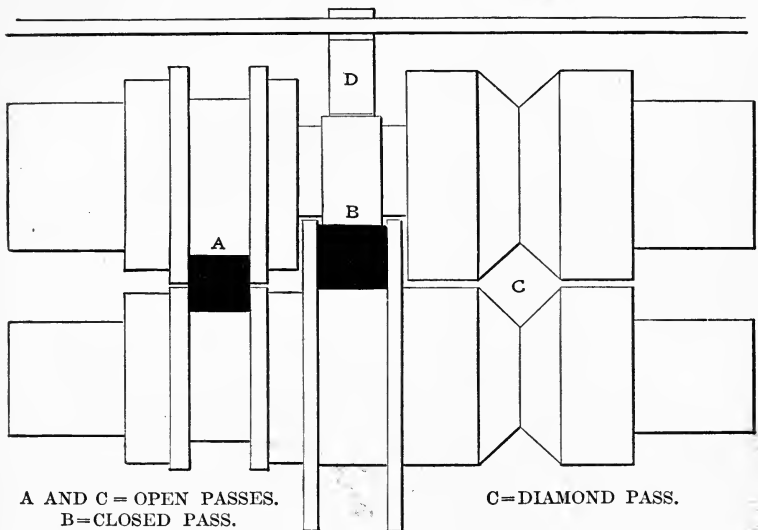 D
B
A
C
A AND C = OPEN PASSES.
B=CLOSED PASS.
C=DIAMOND PASS.